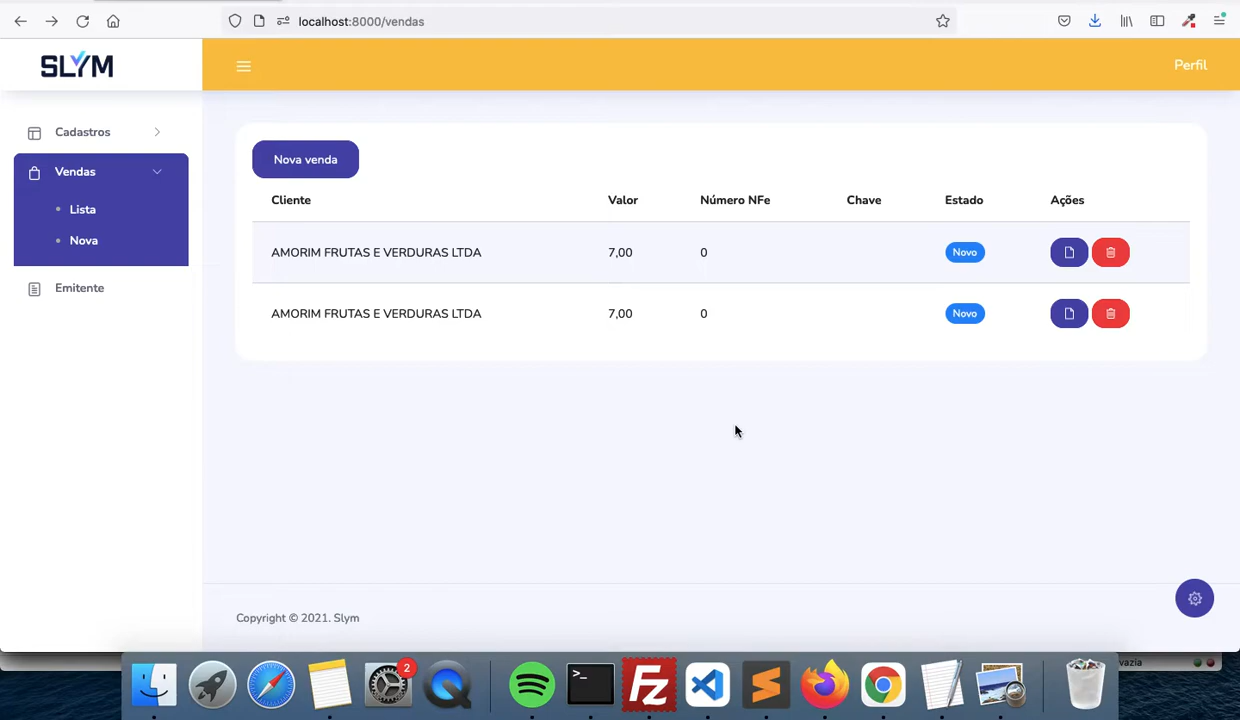 localhost:8000/vendas
SLYM
Perfil
Cadastros
Vendas
Lista
Nova
Emitente
Nova venda
Cliente Valor Número NFe Chave Estado Ações
AMORIM FRUTAS E VERDURAS LTDA 7,00 0 Novo
AMORIM FRUTAS E VERDURAS LTDA 7,00 0 Novo
Copyright © 2021. Slym
vazia
2
>_
Fz